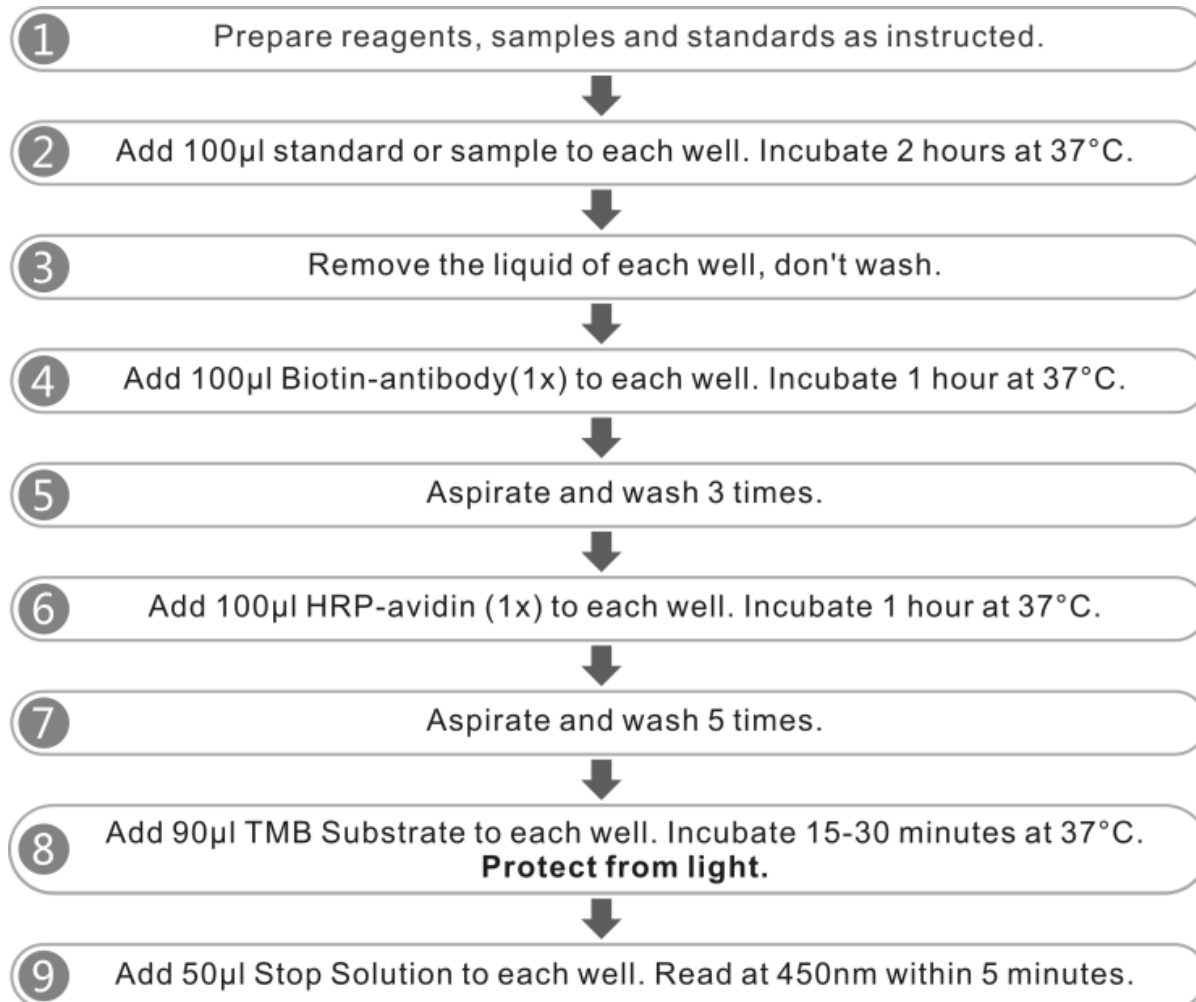 1 Prepare reagents, samples and standards as instructed.
2 Add 100µl standard or sample to each well. Incubate 2 hours at 37°C.
3 Remove the liquid of each well, don't wash.
4 Add 100µl Biotin-antibody(1x) to each well. Incubate 1 hour at 37°C.
5 Aspirate and wash 3 times.
6 Add 100µl HRP-avidin (1x) to each well. Incubate 1 hour at 37°C.
7 Aspirate and wash 5 times.
8 Add 90µl TMB Substrate to each well. Incubate 15-30 minutes at 37°C.
Protect from light.
9 Add 50µl Stop Solution to each well. Read at 450nm within 5 minutes.